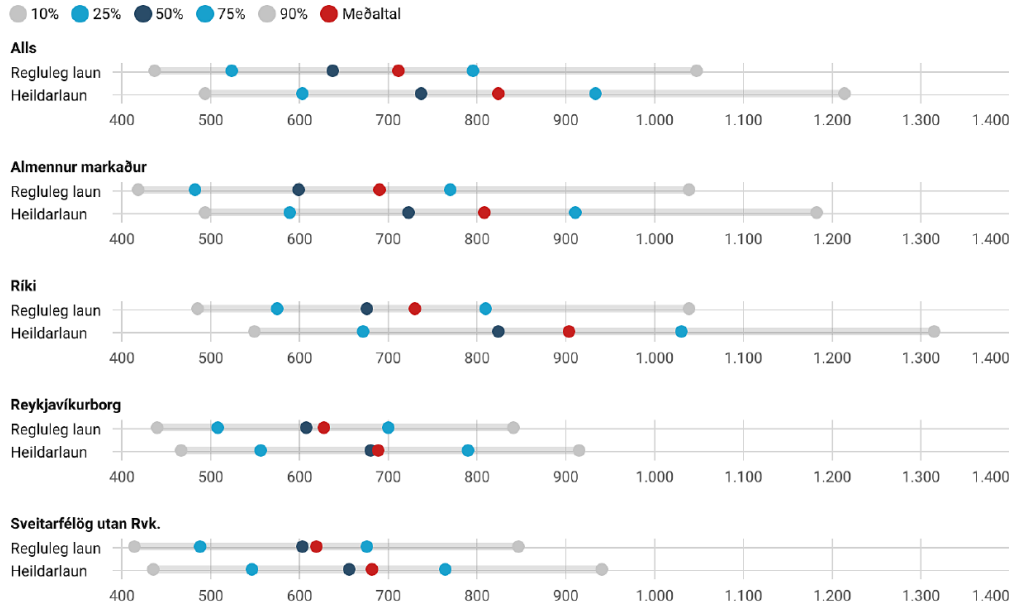 10% 25% 50% 75% 90% Meðaltal
Alls
Regluleg laun
Heildarlaun
400 500 600 700 800 900 1.000 1.100 1.200 1.300 1.400
Almennur markaður
Regluleg laun
Heildarlaun
400 500 600 700 800 900 1.000 1.100 1.200 1.300 1.400
Ríki
Regluleg laun
Heildarlaun
400 500 600 700 800 900 1.000 1.100 1.200 1.300 1.400
Reykjavíkurborg
Regluleg laun
Heildarlaun
400 500 600 700 800 900 1.000 1.100 1.200 1.300 1.400
Sveitarfélög utan Rvk.
Regluleg laun
Heildarlaun
400 500 600 700 800 900 1.000 1.100 1.200 1.300 1.400